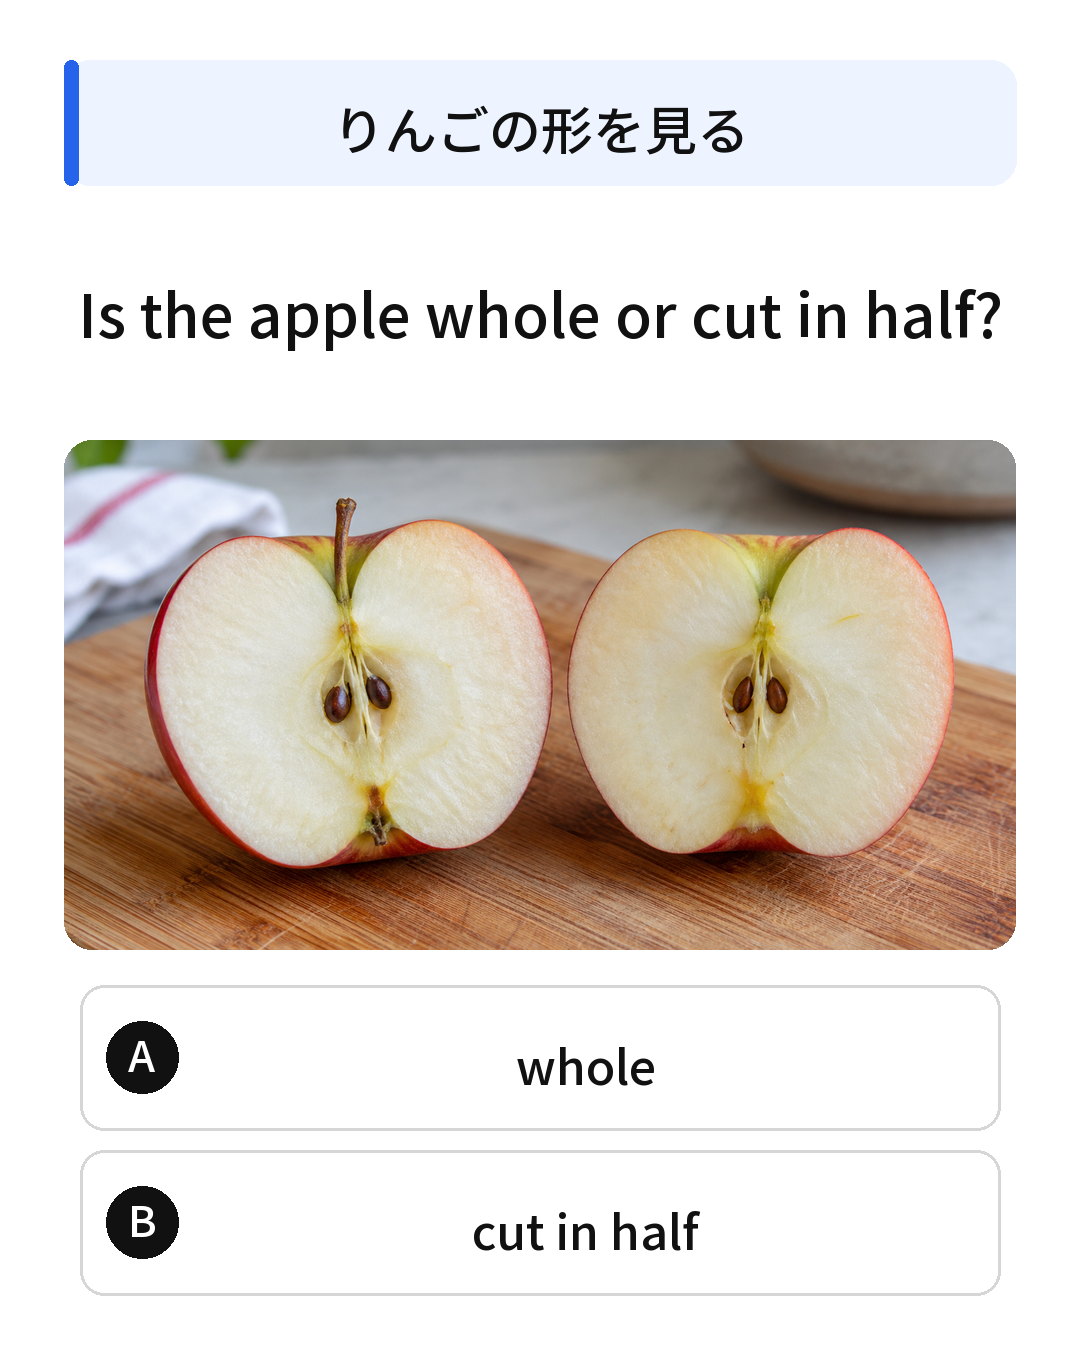 りんごの形を見る
Is the apple whole or cut in half?
A
whole
B
cut in half